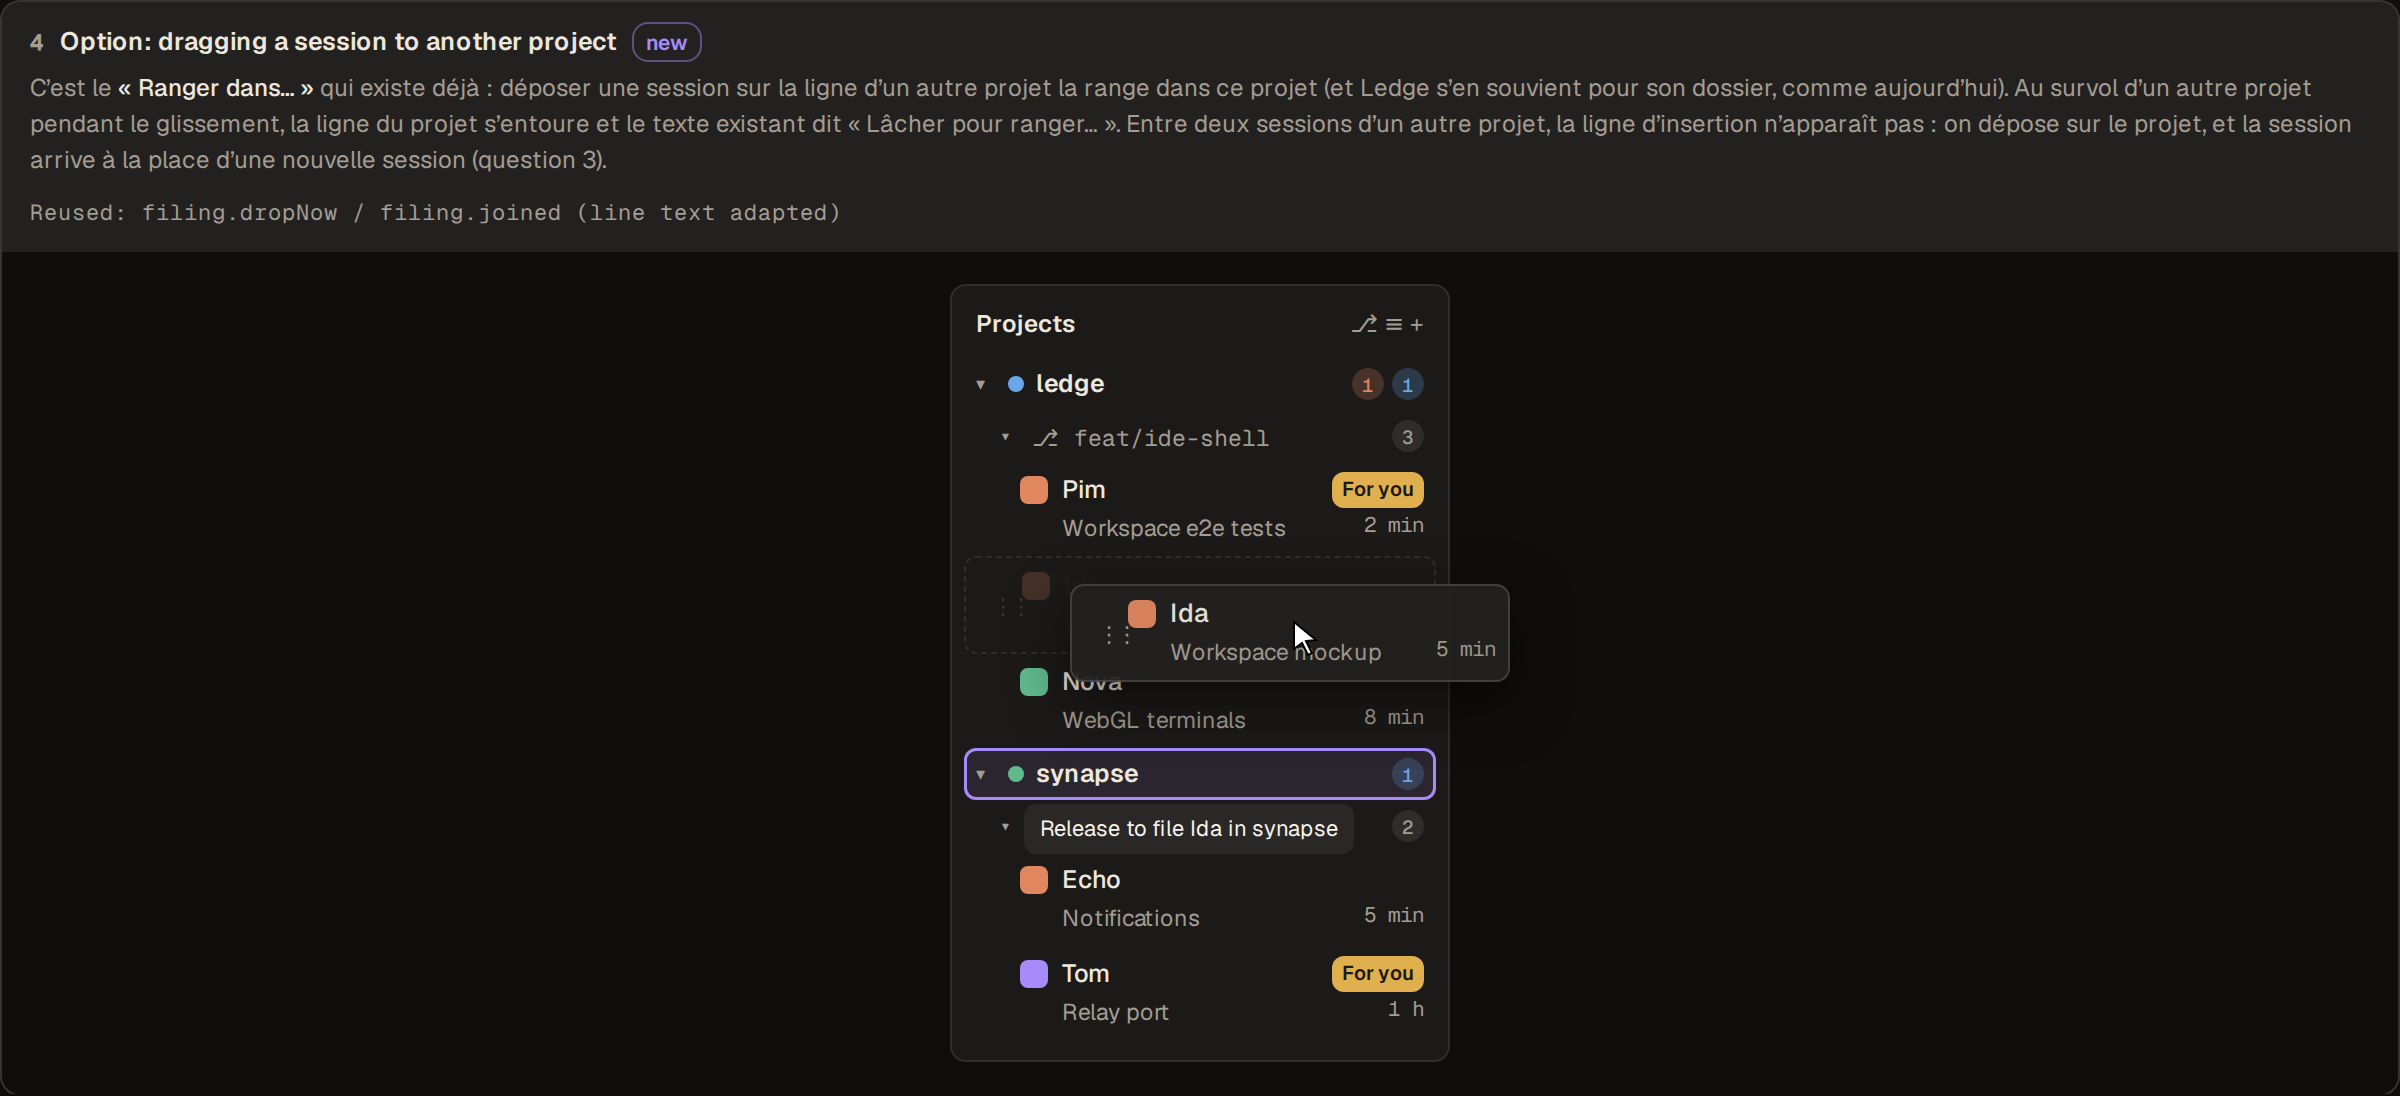 4 Option: dragging a session to another project new
C’est le « Ranger dans… » qui existe déjà : déposer une session sur la ligne d’un autre projet la range dans ce projet (et Ledge s’en souvient pour son dossier, comme aujourd’hui). Au survol d’un autre projet
pendant le glissement, la ligne du projet s’entoure et le texte existant dit « Lâcher pour ranger… ». Entre deux sessions d’un autre projet, la ligne d’insertion n’apparaît pas : on dépose sur le projet, et la session
arrive à la place d’une nouvelle session (question 3).
Reused: filing.dropNow / filing.joined (line text adapted)
Projects
ledge 1 1
feat/ide-shell 3
Pim For you
Workspace e2e tests 2 min
Ida
Workspace mockup 5 min
Nova
WebGL terminals 8 min
synapse 1
Release to file Ida in synapse 2
Echo
Notifications 5 min
Tom For you
Relay port 1 h